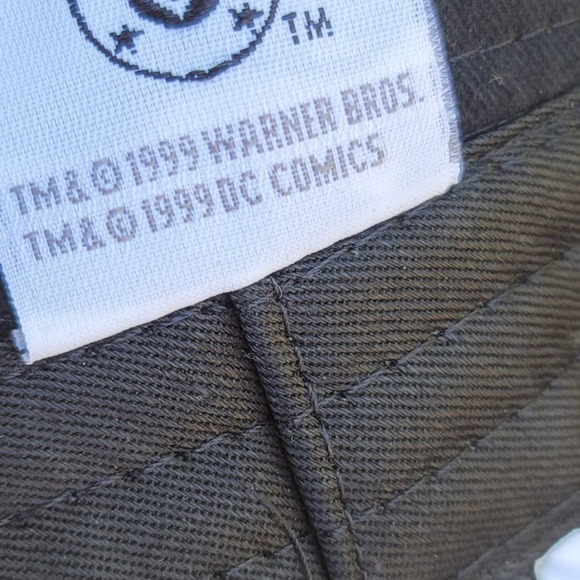 TM
TM&©1999 WARNER BROS.
TM&©1999 DC COMICS